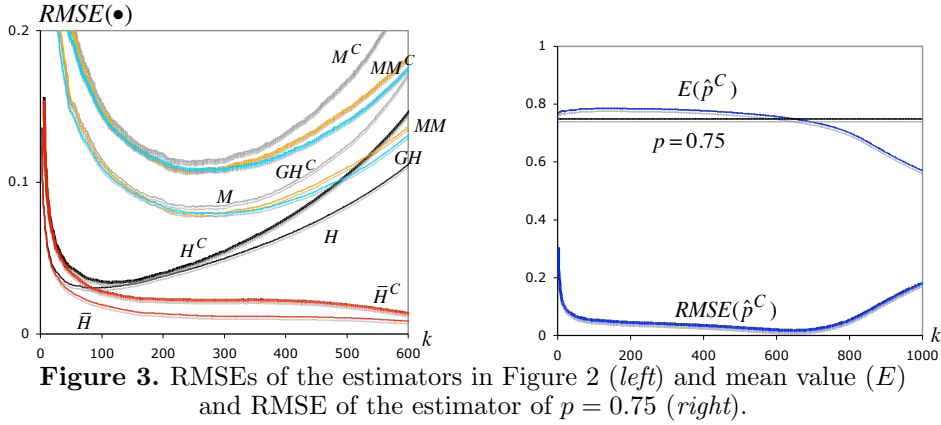 RMSE(•)
0.2
0.1
0
0 100 200 300 400 500 600 k
M^C
MM^C
MM
GH^C
GH
M
H^C
H
H̄^C
H̄
1
0.8
0.6
0.4
0.2
0
0 200 400 600 800 1000 k
E(p̂^C)
p = 0.75
RMSE(p̂^C)
Figure 3. RMSEs of the estimators in Figure 2 (left) and mean value (E)
and RMSE of the estimator of p = 0.75 (right).